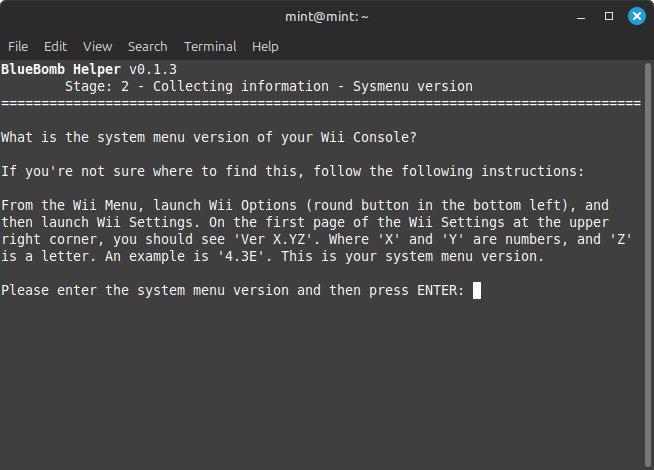 mint@mint:~
File Edit View Search Terminal Help
BlueBomb Helper v0.1.3
Stage: 2 - Collecting information - Sysmenu version
================================================================================
What is the system menu version of your Wii Console?
If you're not sure where to find this, follow the following instructions:
From the Wii Menu, launch Wii Options (round button in the bottom left), and
then launch Wii Settings. On the first page of the Wii Settings at the upper
right corner, you should see 'Ver X.YZ'. Where 'X' and 'Y' are numbers, and 'Z'
is a letter. An example is '4.3E'. This is your system menu version.
Please enter the system menu version and then press ENTER: